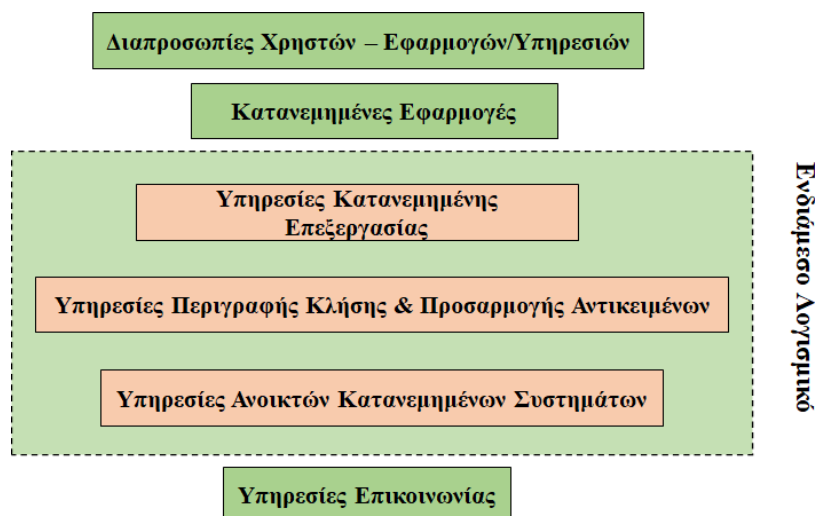 Διαπροσωπίες Χρηστών – Εφαρμογών/Υπηρεσιών
Κατανεμημένες Εφαρμογές
Υπηρεσίες Κατανεμημένης
Επεξεργασίας
Υπηρεσίες Περιγραφής Κλήσης & Προσαρμογής Αντικειμένων
Υπηρεσίες Ανοικτών Κατανεμημένων Συστημάτων
Υπηρεσίες Επικοινωνίας
Ενδιάμεσο Λογισμικό